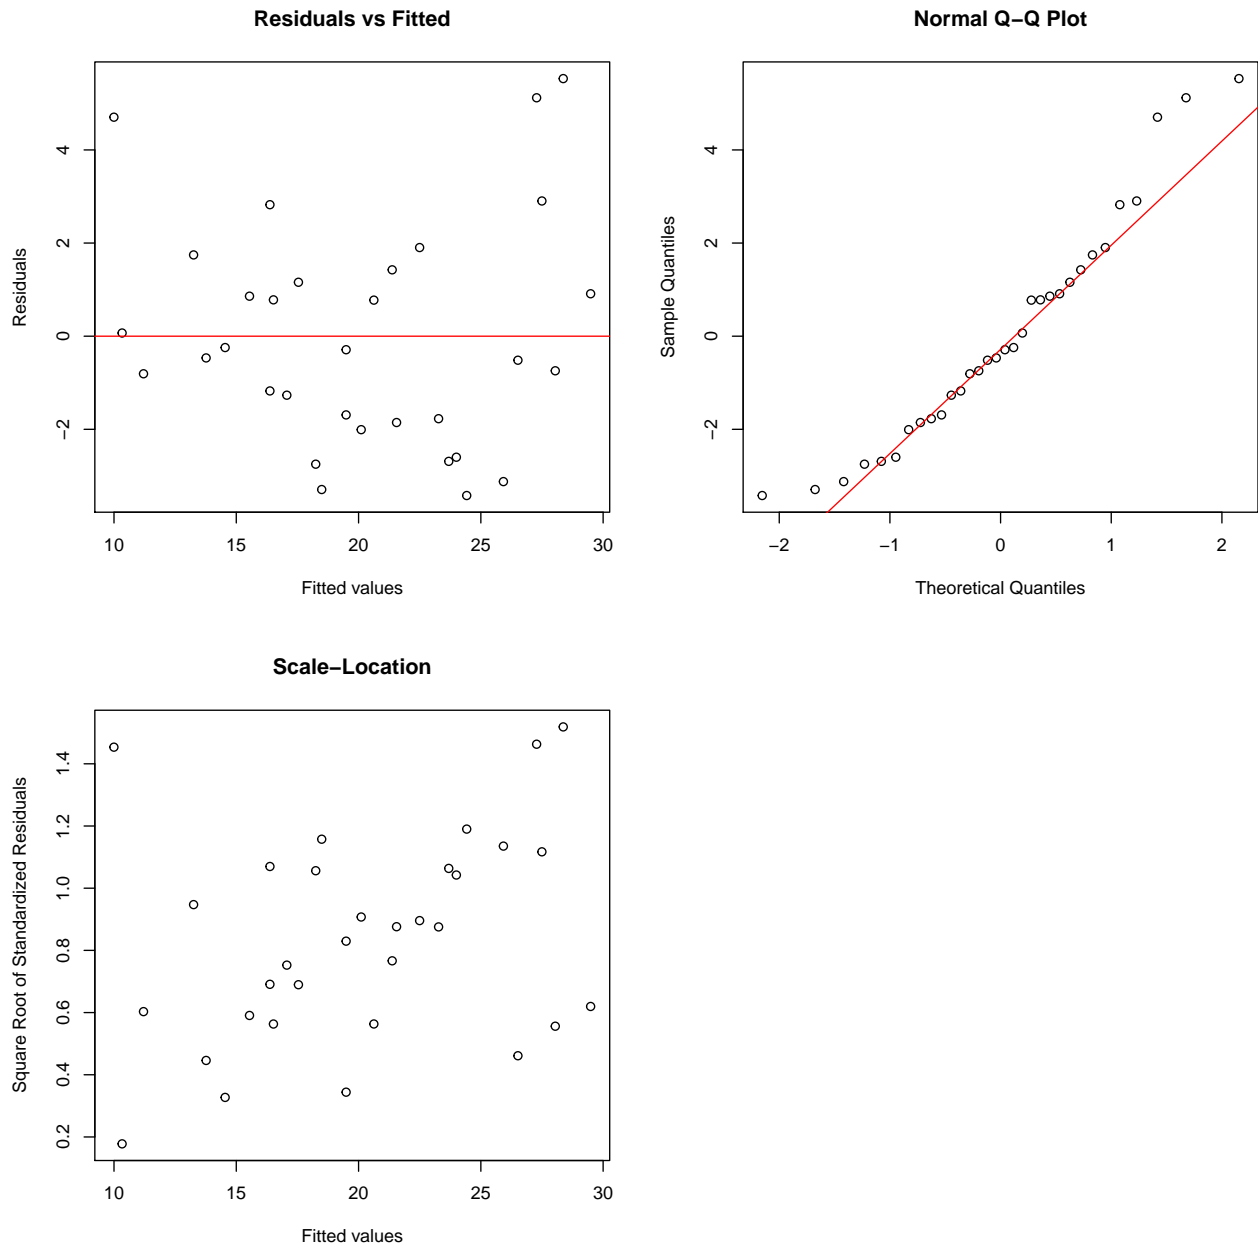 Residuals vs Fitted
Residuals
−2 0 2 4
10 15 20 25 30
Fitted values
Normal Q−Q Plot
Sample Quantiles
−2 0 2 4
−2 −1 0 1 2
Theoretical Quantiles
Scale−Location
Square Root of Standardized Residuals
0.2 0.4 0.6 0.8 1.0 1.2 1.4
10 15 20 25 30
Fitted values